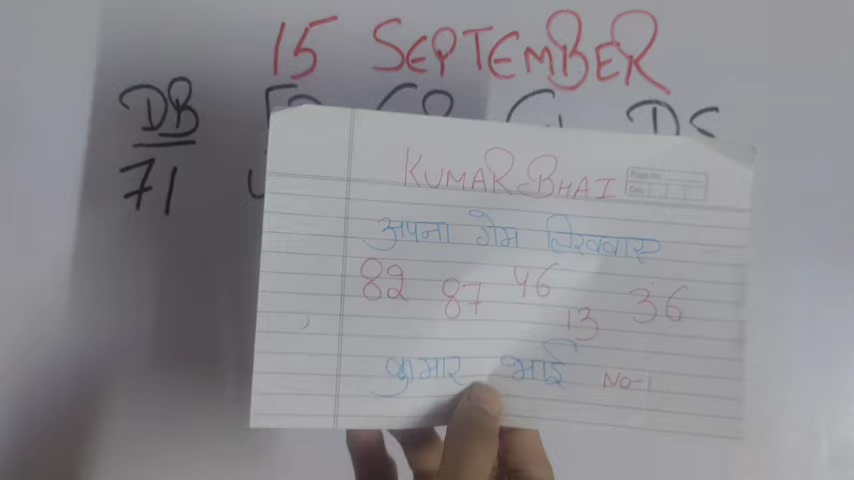 15 SEPTEMBER
DB
71
KUMAR BHAI
अपना गेम लिखवाए
82 87 46 13 36
कुमार भाई No-1